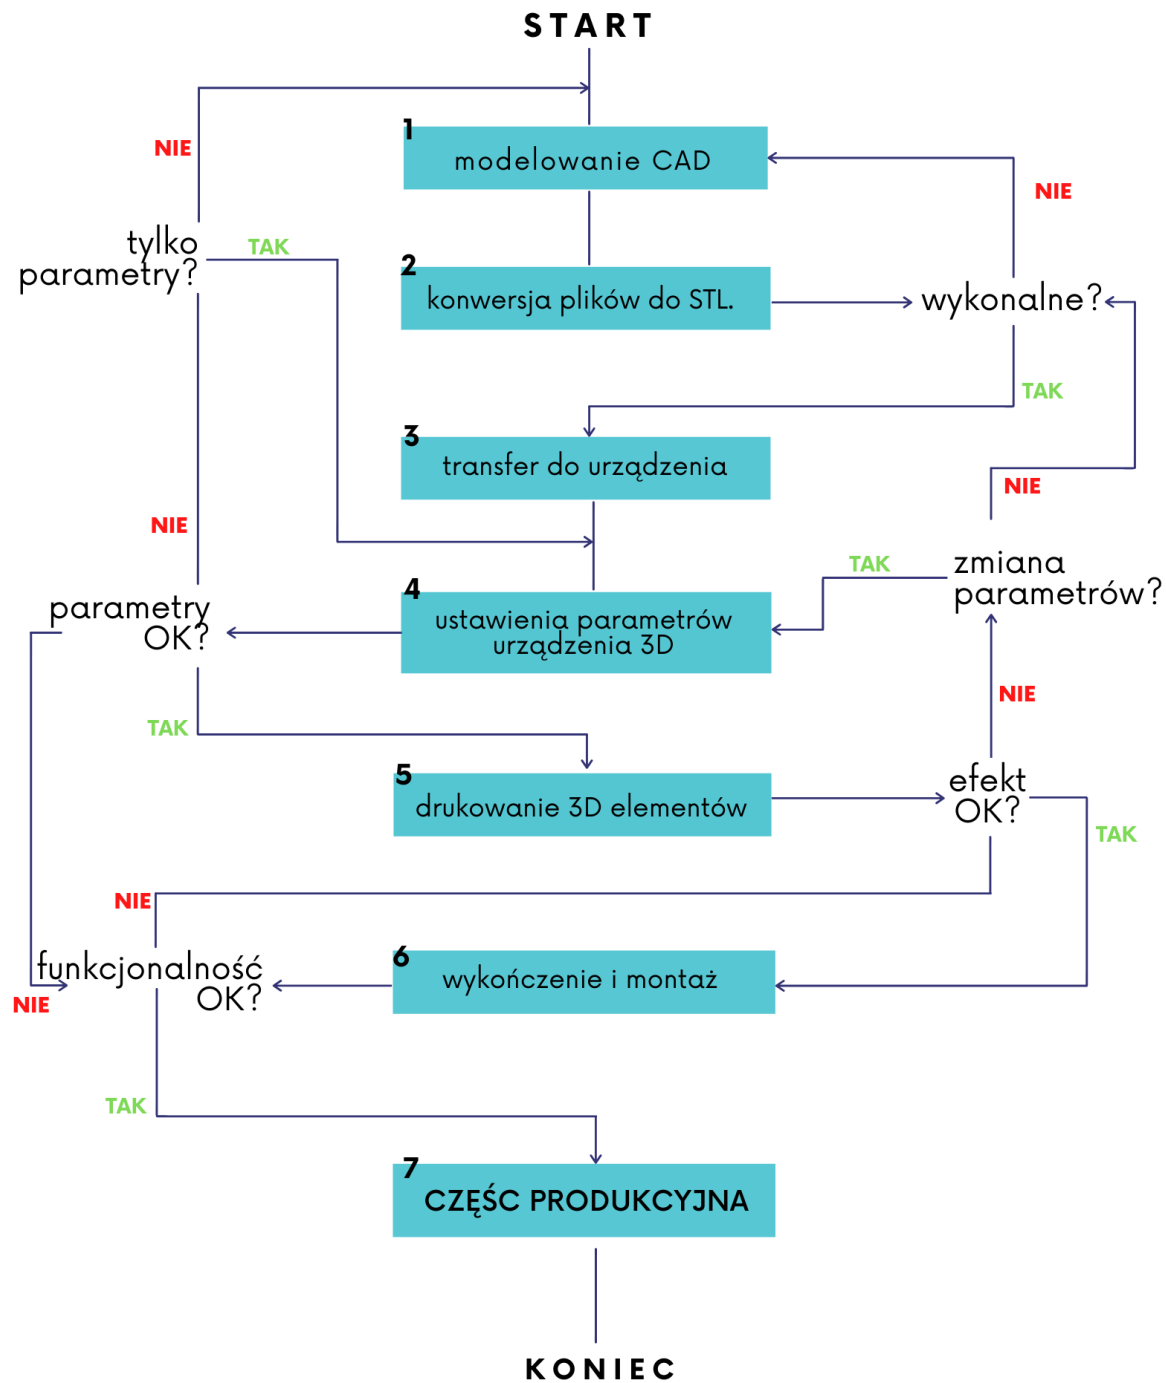 START
NIE
1
modelowanie CAD
NIE
tylko
parametry?
TAK
2
konwersja plików do STL.
wykonalne?
TAK
3
transfer do urządzenia
NIE
NIE
TAK
zmiana
parametrów?
4
ustawienia parametrów
urządzenia 3D
parametry
OK?
NIE
TAK
5
drukowanie 3D elementów
efekt
OK?
TAK
NIE
6
wykończenie i montaż
funkcjonalność
OK?
NIE
TAK
7
CZĘŚC PRODUKCYJNA
KONIEC